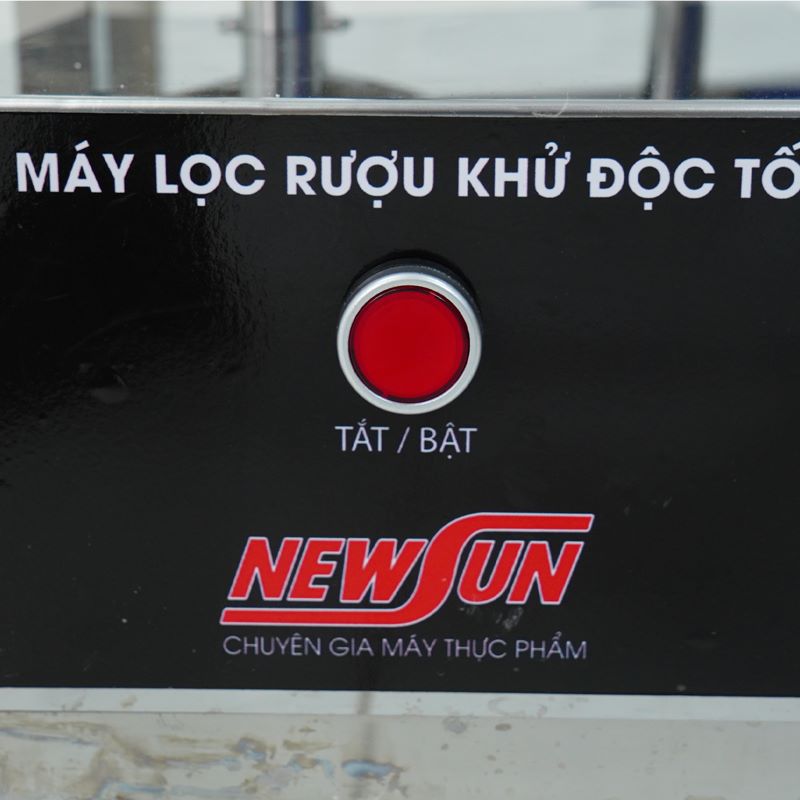 MÁY LỌC RƯỢU KHỬ ĐỘC TỐ
TẮT / BẬT
NEWSUN
CHUYÊN GIA MÁY THỰC PHẨM